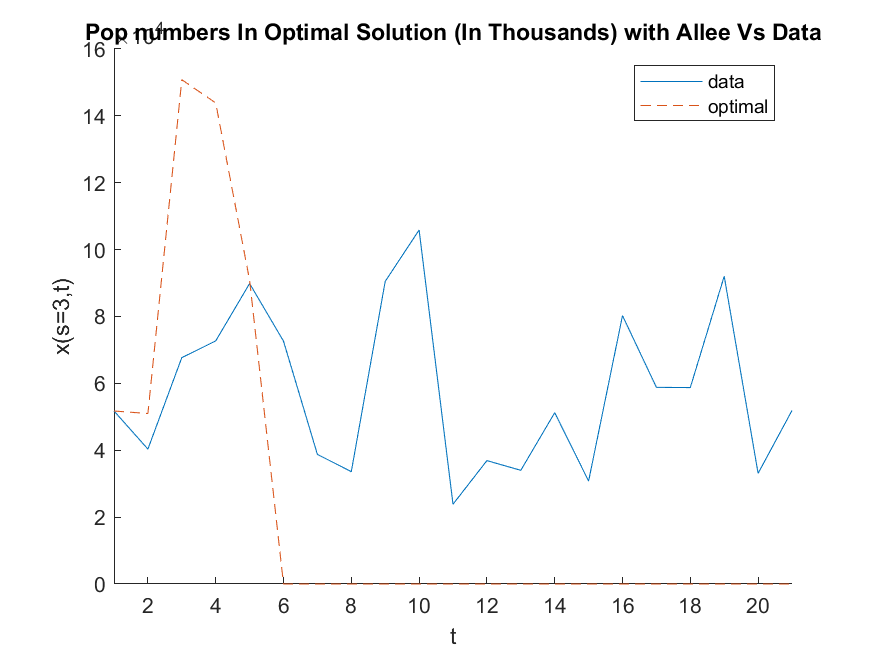 Pop numbers In Optimal Solution (In Thousands) with Allee Vs Data
×10⁴
16
14
12
10
8
6
4
2
0
x(s=3,t)
data
optimal
2 4 6 8 10 12 14 16 18 20
t